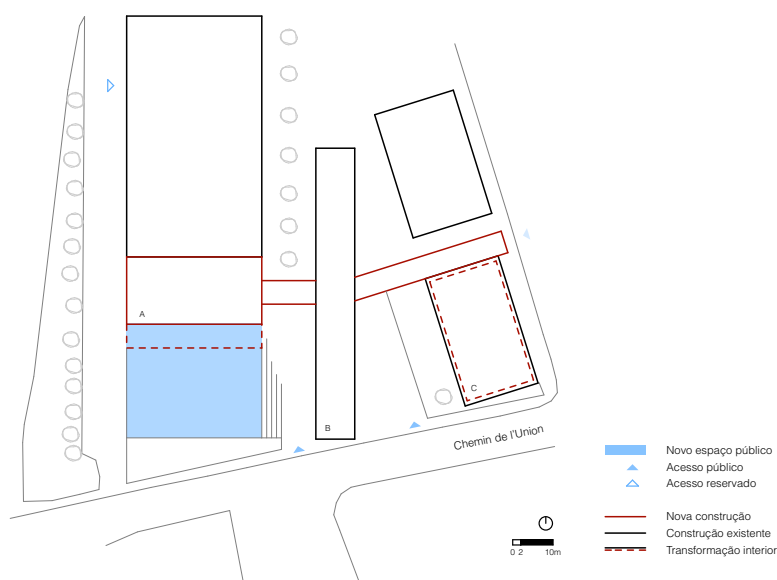 A
B
C
Chemin de l'Union
Novo espaço público
Acesso público
Acesso reservado
Nova construção
Construção existente
Transformação interior
0 2 10m